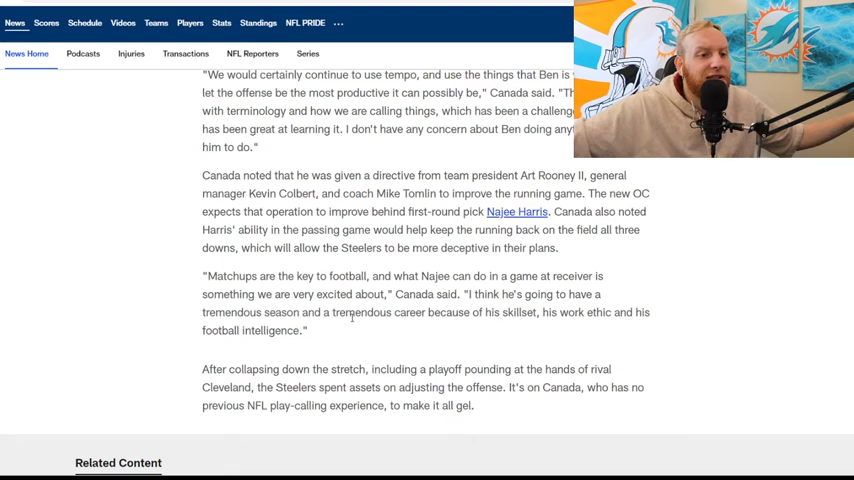 News Scores Schedule Videos Teams Players Stats Standings NFL PRIDE ...
News Home Podcasts Injuries Transactions NFL Reporters Series
"We would certainly continue to use tempo, and use the things that Ben is
let the offense be the most productive it can possibly be," Canada said.
with terminology and how we are calling things, which has been a
has been great at learning it. I don't have any concern about Ben doing
him to do."
Canada noted that he was given a directive from team president Art Rooney II, general
manager Kevin Colbert, and coach Mike Tomlin to improve the running game. The new OC
expects that operation to improve behind first-round pick Najee Harris. Canada also noted
Harris' ability in the passing game would help keep the running back on the field all three
downs, which will allow the Steelers to be more deceptive in their plans.
"Matchups are the key to football, and what Najee can do in a game at receiver is
something we are very excited about," Canada said. "I think he's going to have a
tremendous season and a tremendous career because of his skillset, his work ethic and his
football intelligence."
After collapsing down the stretch, including a playoff pounding at the hands of rival
Cleveland, the Steelers spent assets on adjusting the offense. It's on Canada, who has no
previous NFL play-calling experience, to make it all gel.
Related Content